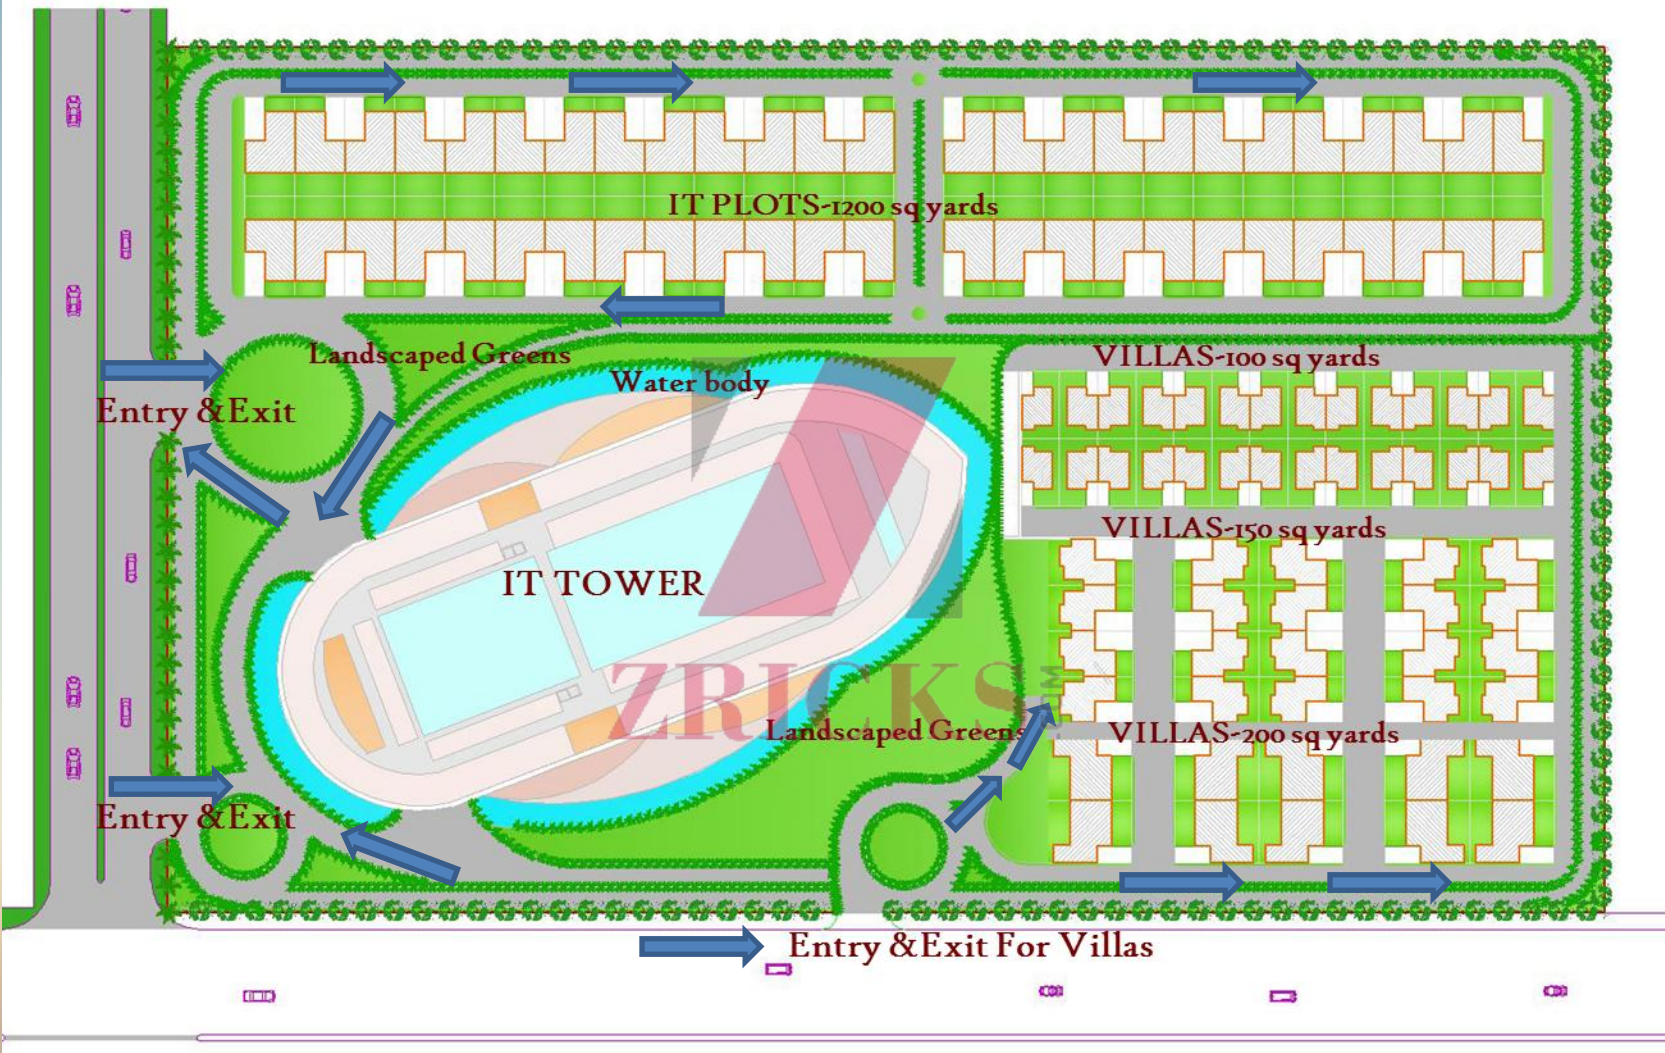 IT PLOTS-1200 sq yards
Landscaped Greens
VILLAS-100 sq yards
Water body
Entry &Exit
VILLAS-150 sq yards
IT TOWER
ZRICKS
Landscaped Greens
VILLAS-200 sq yards
Entry &Exit
Entry &Exit For Villas